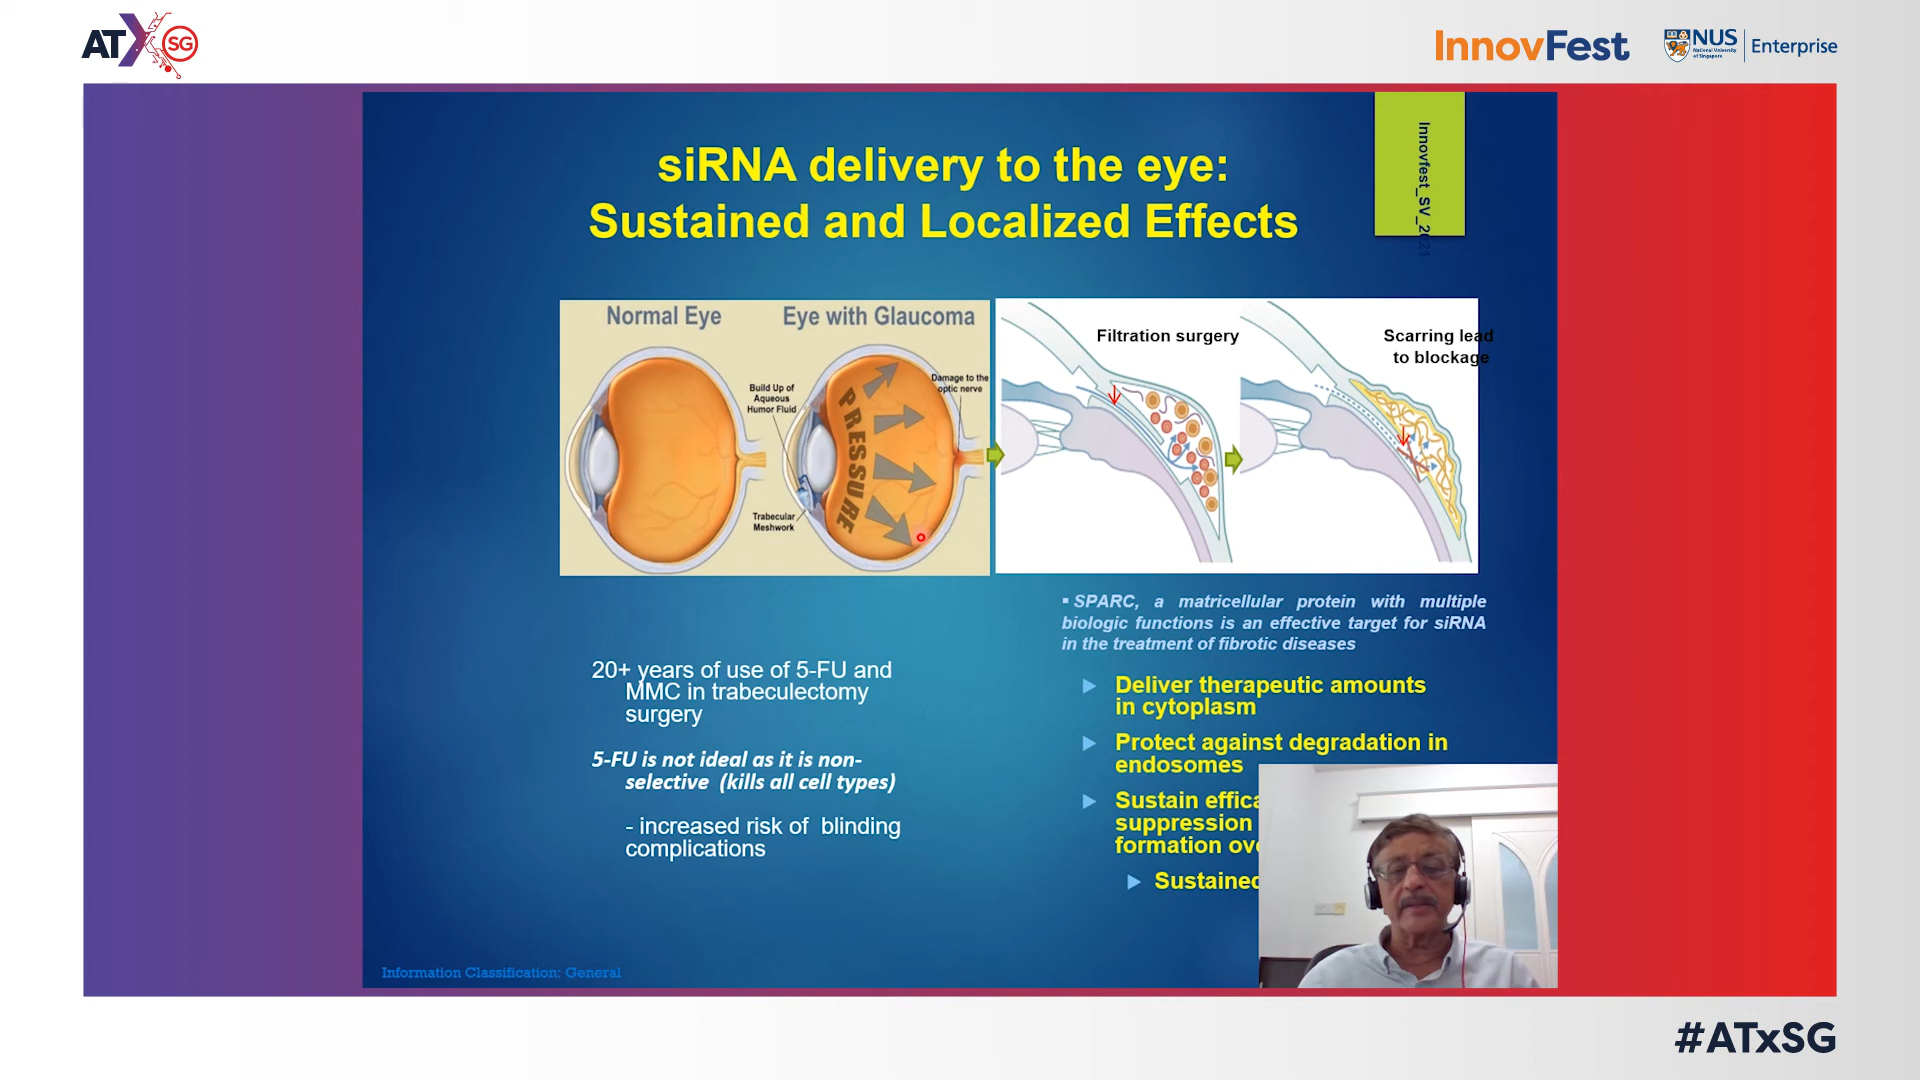 ATX SG
InnovFest
NUS
National University
of Singapore
Enterprise
siRNA delivery to the eye:
Sustained and Localized Effects
Innovfest_SV_2021
Normal Eye
Eye with Glaucoma
Build Up of
Aqueous
Humor Fluid
Damage to the
optic nerve
PRESSURE
Trabecular
Meshwork
Filtration surgery
Scarring lead
to blockage
▪ SPARC, a matricellular protein with multiple
biologic functions is an effective target for siRNA
in the treatment of fibrotic diseases
20+ years of use of 5-FU and
MMC in trabeculectomy
surgery
5-FU is not ideal as it is non-
selective (kills all cell types)
- increased risk of blinding
complications
Deliver therapeutic amounts
in cytoplasm
Protect against degradation in
endosomes
Sustain
suppression
formation
Sustained
Information Classification: General
#ATxSG